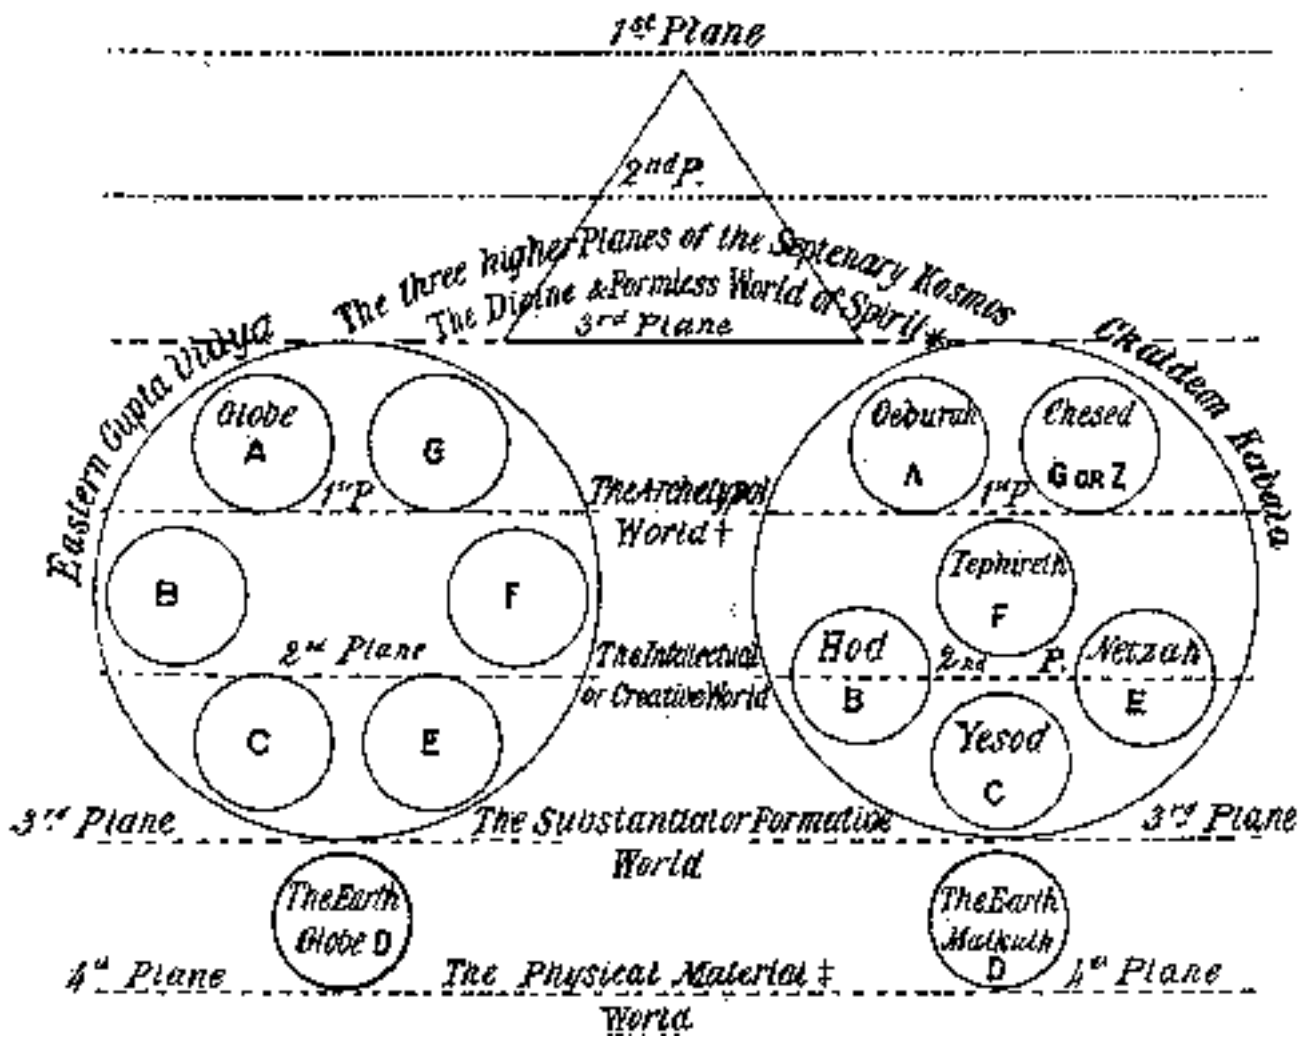 1st Plane
2nd P.
The three higher Planes of the Septenary Kosmos
The Divine & Formless World of Spirit*
3rd Plane
Eastern Gupta Vidya
Chaldean Kabala
Globe
A
G
1st P.
The Archetypal
World †
Geburah
A
Chesed
G OR Z
1st P
B
F
Tephireth
F
2nd Plane
The Intellectual
or Creative World
Hod
B
2nd P.
Netzah
E
C
E
Yesod
C
3rd Plane
The Substantial or Formative
World
3rd Plane
The Earth
Globe D
The Earth
Malkuth
D
4th Plane
The Physical Material ‡
World
4th Plane